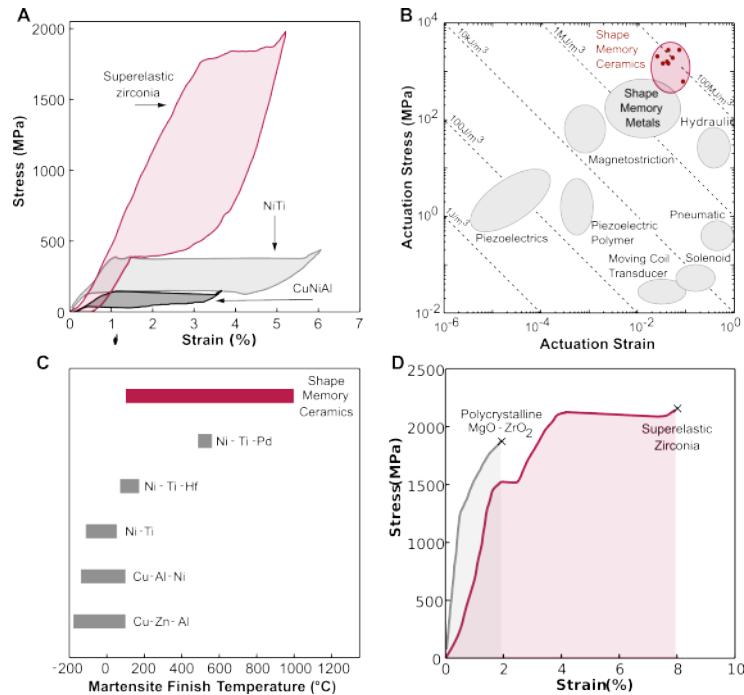 A
2000
1500
1000
500
0
Stress (MPa)
Superelastic
zirconia
NiTi
CuNiAl
0 1 2 3 4 5 6 7
Strain (%)
B
10^4
10^2
10^0
10^-2
Actuation Stress (MPa)
10kJ/m^3
1MJ/m^3
100MJ/m^3
100J/m^3
1J/m^3
Shape
Memory
Ceramics
Shape
Memory
Metals
Hydraulic
Magnetostriction
Piezoelectrics
Piezoelectric
Polymer
Pneumatic
Solenoid
Moving Coil
Transducer
10^-6 10^-4 10^-2 10^0
Actuation Strain
C
Shape
Memory
Ceramics
Ni-Ti-Pd
Ni-Ti-Hf
Ni-Ti
Cu-Al-Ni
Cu-Zn-Al
-200 0 200 400 600 800 1000 1200
Martensite Finish Temperature (°C)
D
2500
2000
1500
1000
500
0
Stress(MPa)
Polycrystalline
MgO-ZrO₂
Superelastic
Zirconia
0 2 4 6 8 10
Strain(%)